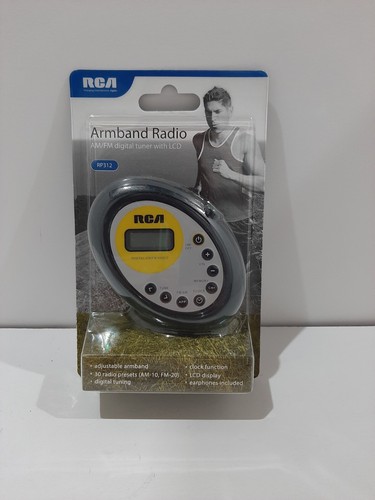 RCA
Armband Radio
AM/FM digital tuner with LCD
RP312
RCA
• adjustable armband
• 30 radio presets (AM-10, FM-20)
• digital tuning
• clock function
• LCD display
• earphones included